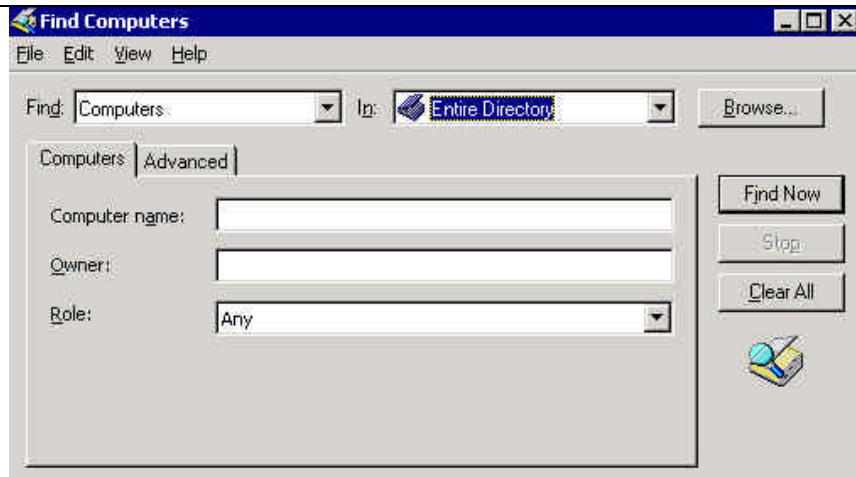 Find Computers
File Edit View Help
Find: Computers In: Entire Directory Browse...
Computers Advanced
Computer name:
Find Now
Stop
Owner:
Clear All
Role: Any